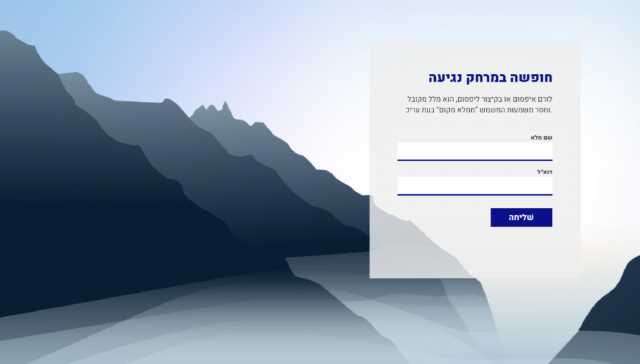 חופשה במרחק נגיעה
לורם איפסום או בקיצור ליפסום, הוא מלל מקובל
וחסר משמעות המשמש "ממלא מקום" בעת עריכ.
שם מלא
דוא"ל
שליחה